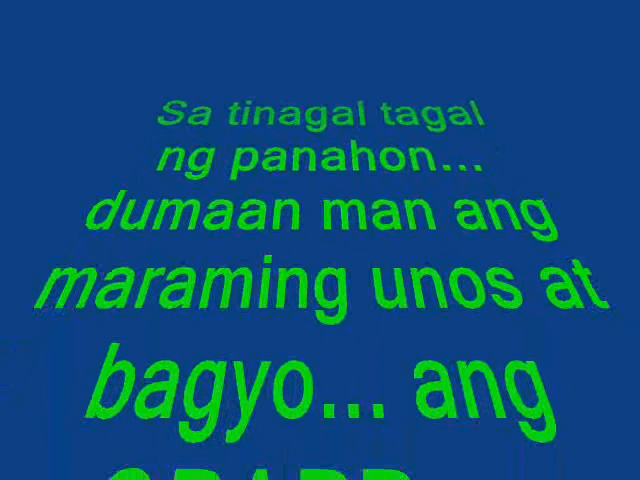 Sa tinagal tagal
ng panahon...
dumaan man ang
maraming unos at
bagyo... ang